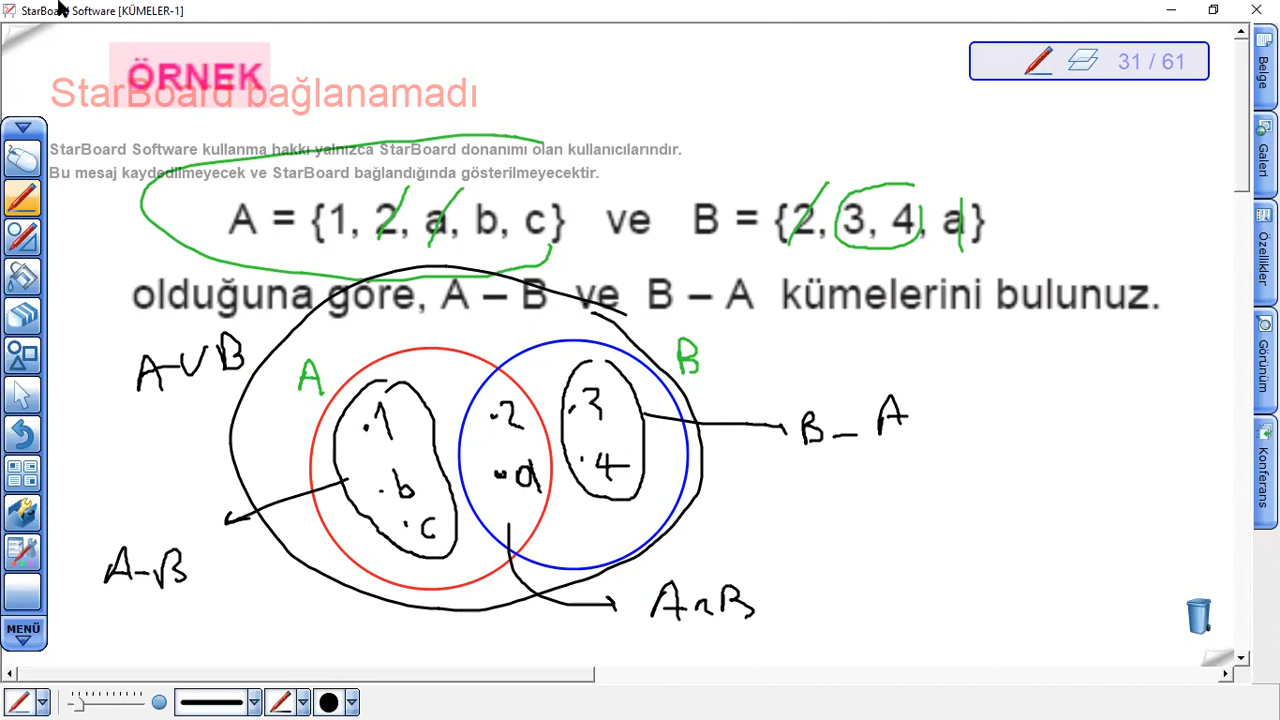 StarBoard Software [KÜMELER-1]
ÖRNEK
StarBoard bağlanamadı
31 / 61
StarBoard Software kullanma hakkı yalnızca StarBoard donanımı olan kullanıcılarındır.
Bu mesaj kaydedilmeyecek ve StarBoard bağlandığında gösterilmeyecektir.
A = {1, 2, a, b, c} ve B = {2, 3, 4, a}
olduğuna göre, A – B ve B – A kümelerini bulunuz.
A∪B
A
B
.1
.2
.3
B – A
.b
.a
.4
.c
A-B
A∩B
MENÜ
Belge
Galeri
Özellikler
Görünüm
Konferans